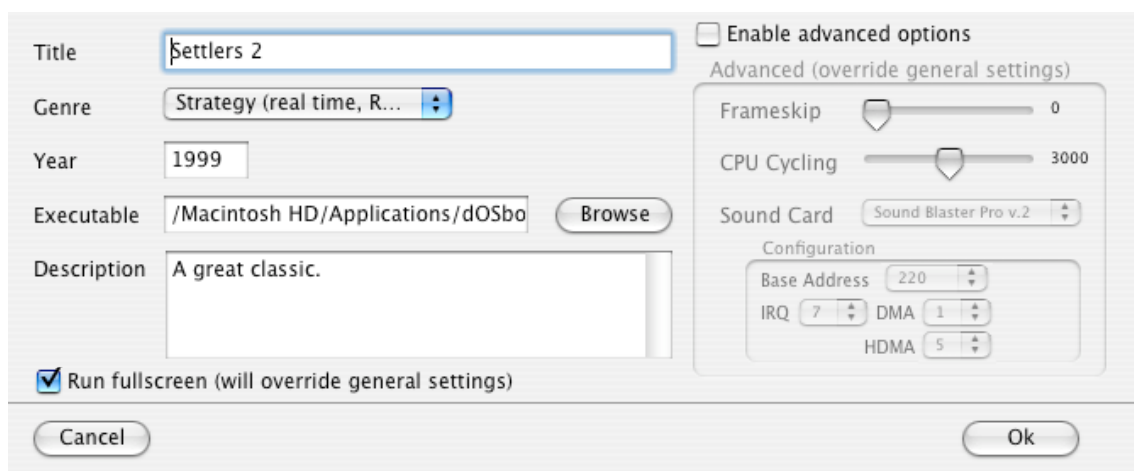 Title Settlers 2
Genre Strategy (real time, R...
Year 1999
Executable /Macintosh HD/Applications/dOSbo Browse
Description A great classic.
Run fullscreen (will override general settings)
Enable advanced options
Advanced (override general settings)
Frameskip 0
CPU Cycling 3000
Sound Card Sound Blaster Pro v.2
Configuration
Base Address 220
IRQ 7 DMA 1
HDMA 5
Cancel Ok